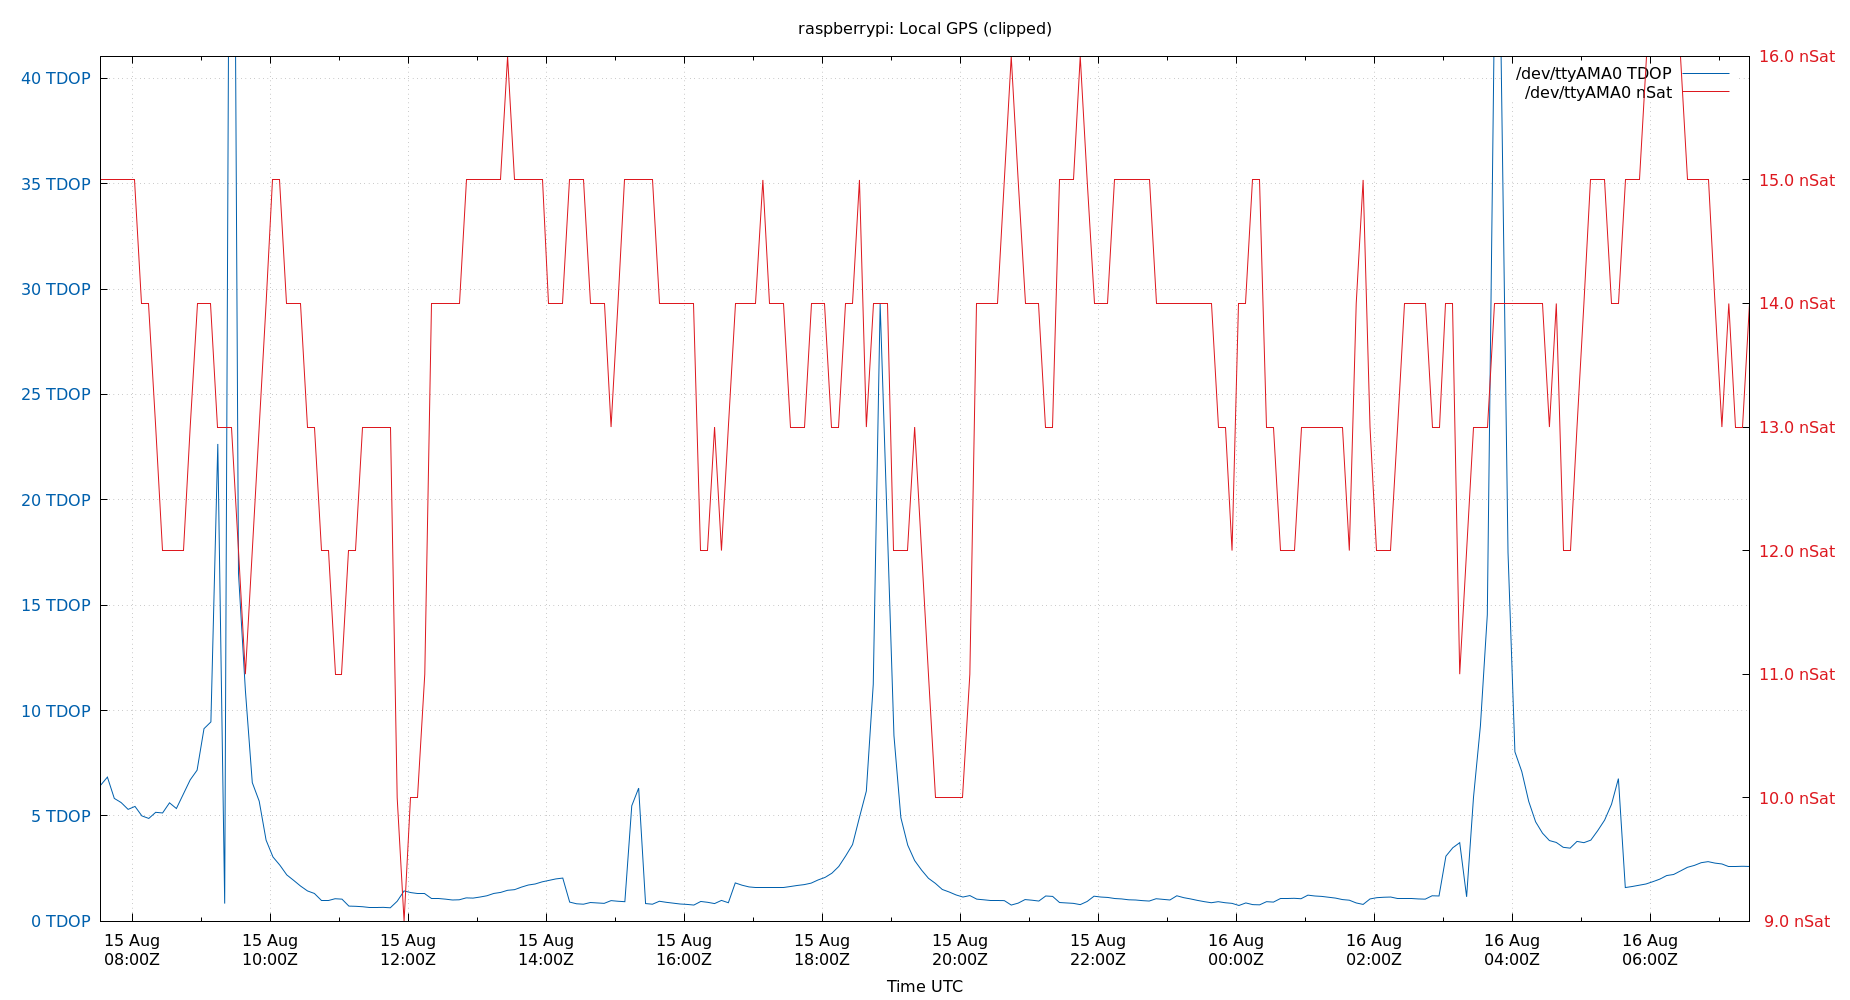 raspberrypi: Local GPS (clipped)
/dev/ttyAMA0 TDOP
/dev/ttyAMA0 nSat
40 TDOP
35 TDOP
30 TDOP
25 TDOP
20 TDOP
15 TDOP
10 TDOP
5 TDOP
0 TDOP
16.0 nSat
15.0 nSat
14.0 nSat
13.0 nSat
12.0 nSat
11.0 nSat
10.0 nSat
9.0 nSat
15 Aug
08:00Z
15 Aug
10:00Z
15 Aug
12:00Z
15 Aug
14:00Z
15 Aug
16:00Z
15 Aug
18:00Z
15 Aug
20:00Z
15 Aug
22:00Z
16 Aug
00:00Z
16 Aug
02:00Z
16 Aug
04:00Z
16 Aug
06:00Z
Time UTC